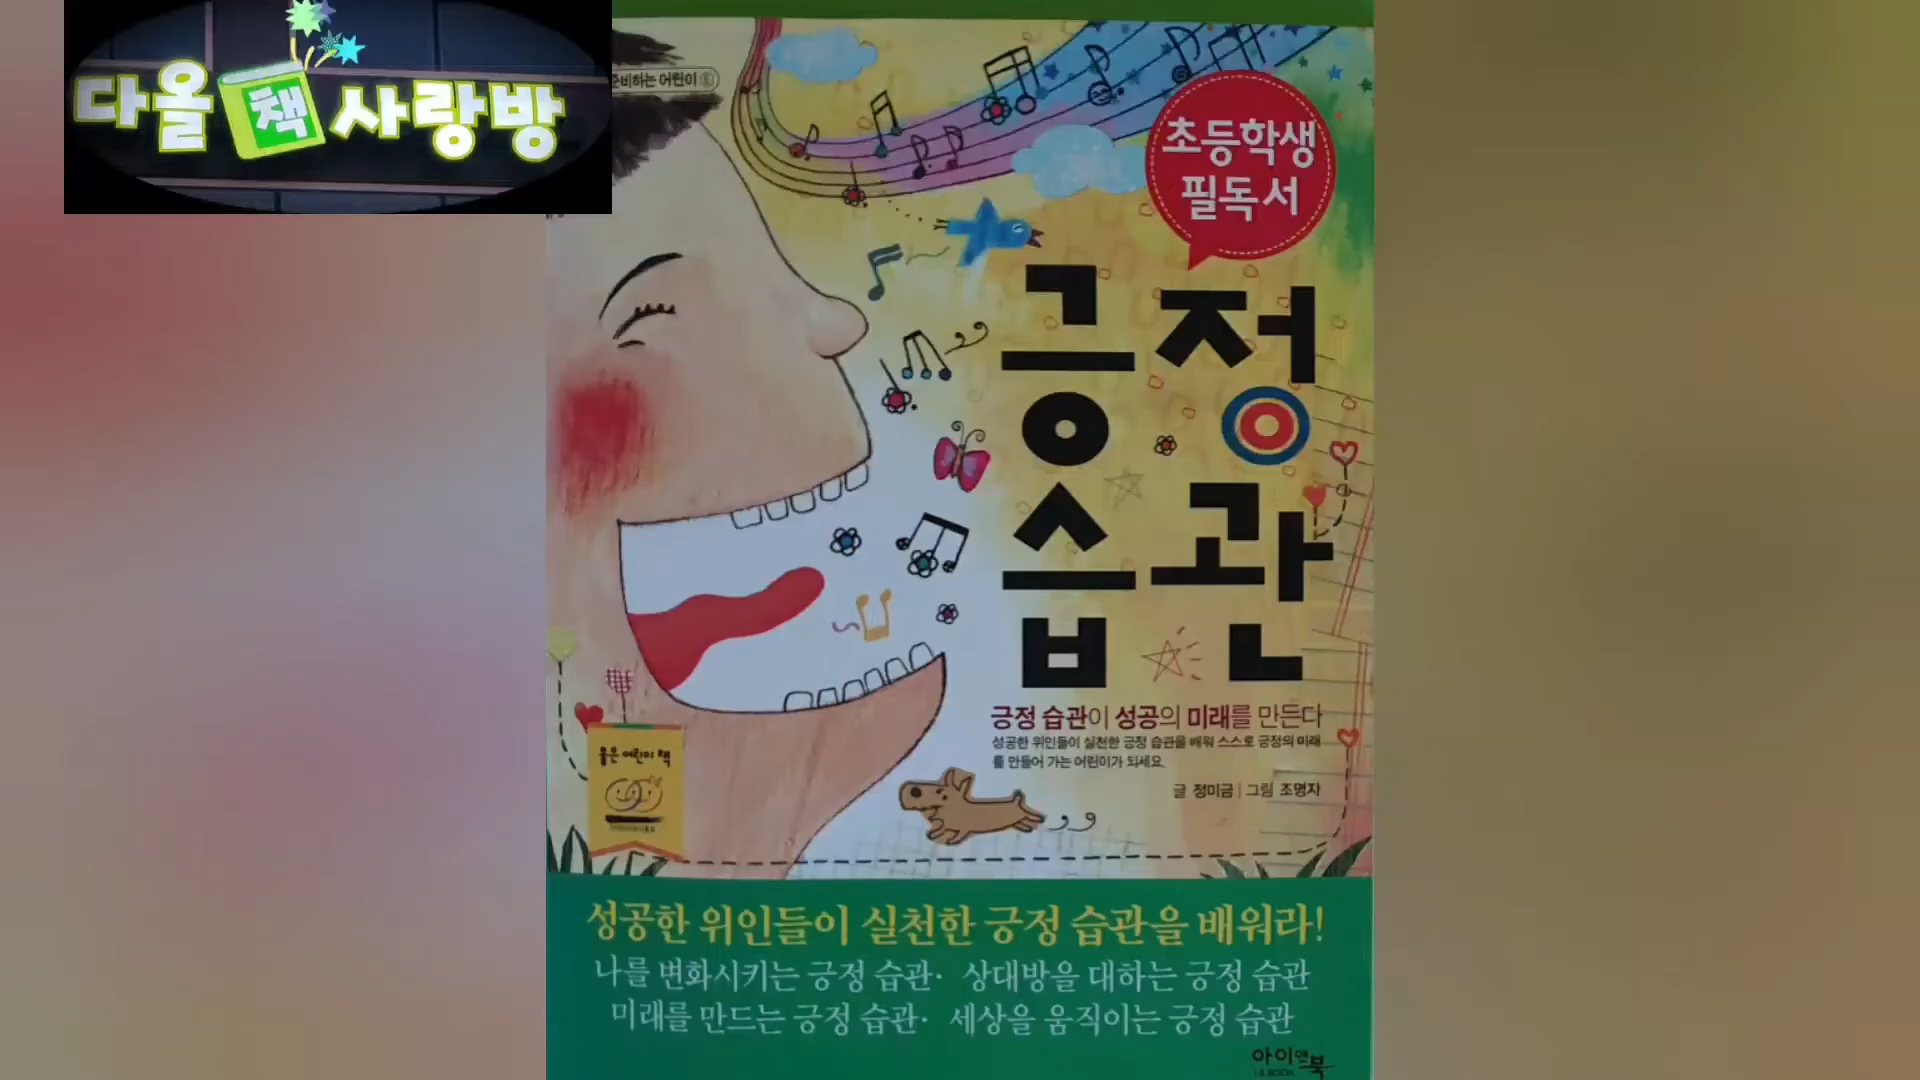 다올 책 사랑방
준비하는 어린이 ⑥
초등학생
필독서
긍정
습관
긍정 습관이 성공의 미래를 만든다
성공한 위인들이 실천한 긍정 습관을 배워 스스로 긍정의 미래
를 만들어 가는 어린이가 되세요.
글 정미금 | 그림 조명자
좋은 어린이 책
성공한 위인들이 실천한 긍정 습관을 배워라!
나를 변화시키는 긍정 습관· 상대방을 대하는 긍정 습관
미래를 만드는 긍정 습관· 세상을 움직이는 긍정 습관
아이앤북
I & BOOK